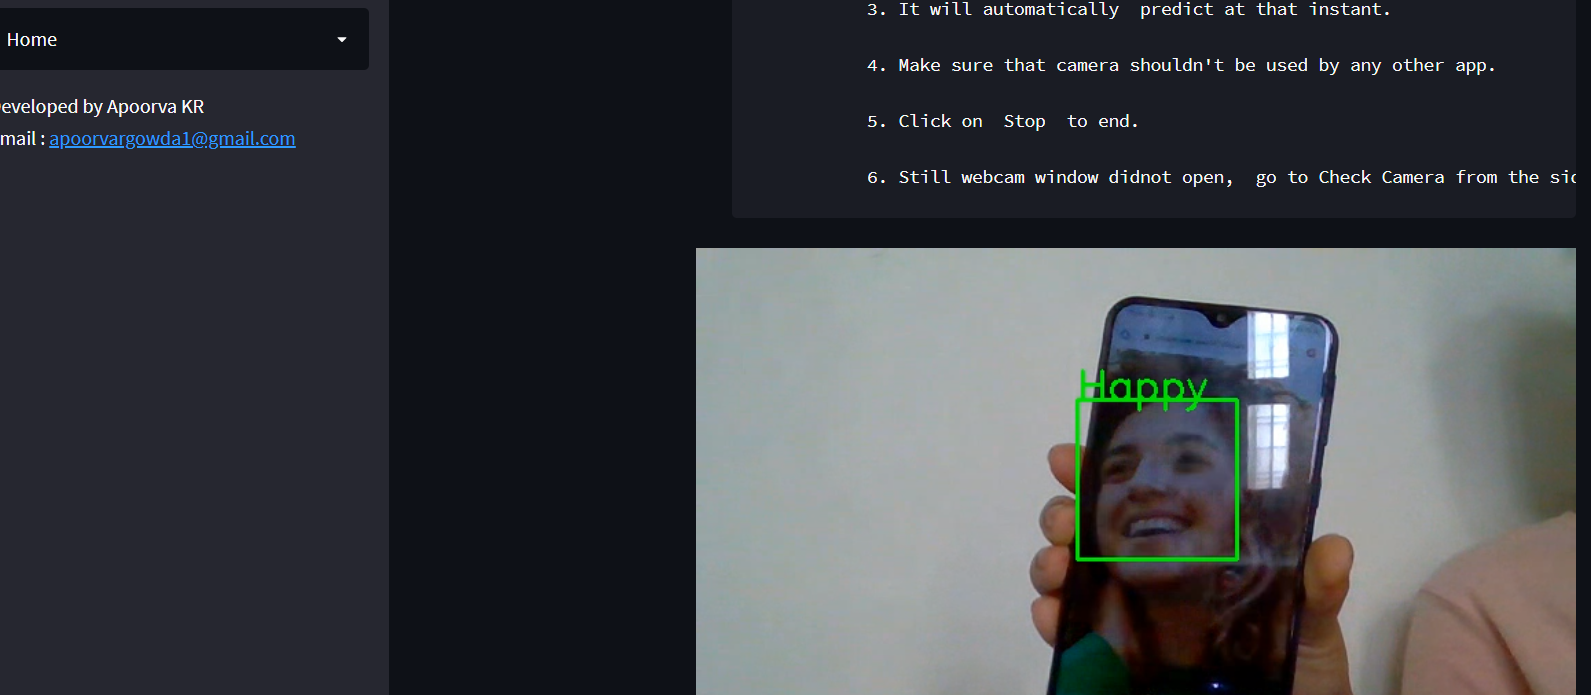 Home
eveloped by Apoorva KR
mail : apoorvargowda1@gmail.com
3. It will automatically  predict at that instant.
4. Make sure that camera shouldn't be used by any other app.
5. Click on  Stop  to end.
6. Still webcam window didnot open,  go to Check Camera from the sid
Happy